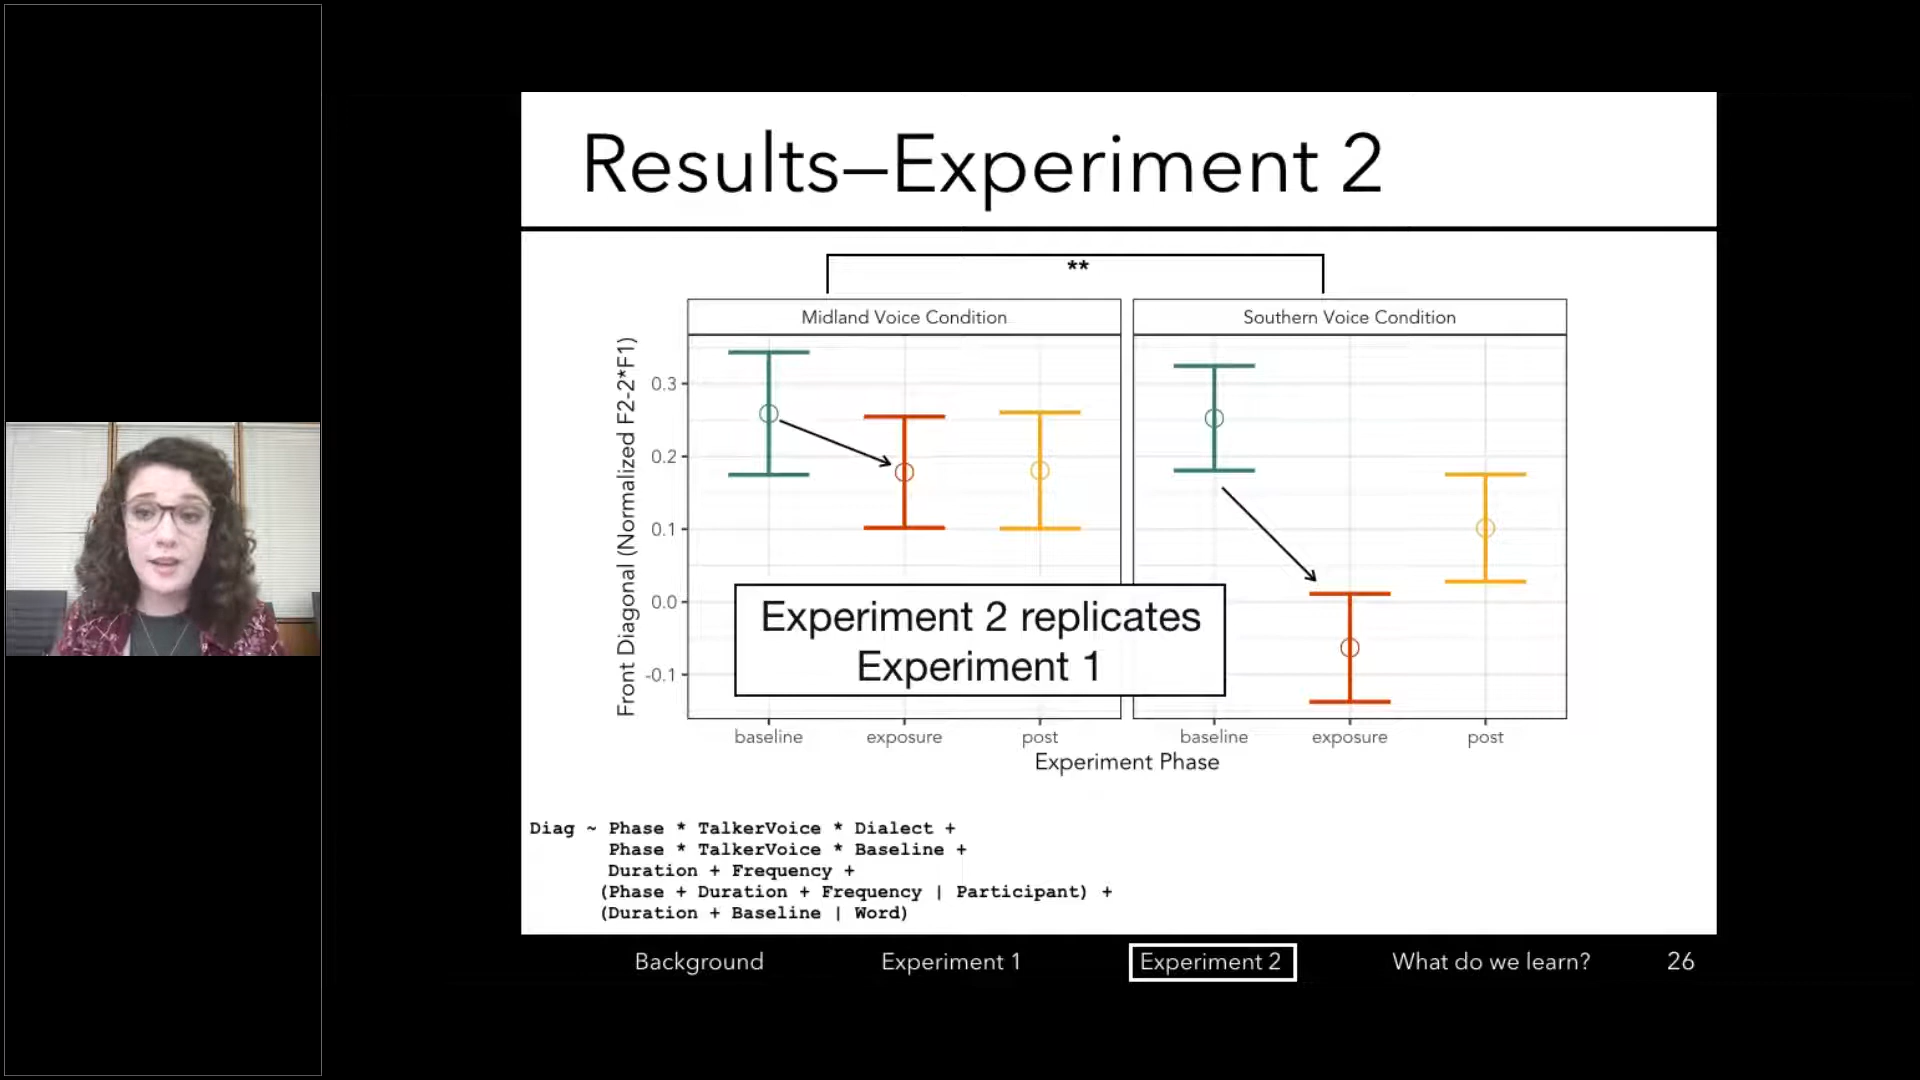 Results—Experiment 2
**
Midland Voice Condition
Southern Voice Condition
Front Diagonal (Normalized F2-2*F1)
0.3
0.2
0.1
0.0
-0.1
Experiment 2 replicates
Experiment 1
baseline exposure post
baseline exposure post
Experiment Phase
Diag ~ Phase * TalkerVoice * Dialect +
Phase * TalkerVoice * Baseline +
Duration + Frequency +
(Phase + Duration + Frequency | Participant) +
(Duration + Baseline | Word)
Background Experiment 1 Experiment 2 What do we learn? 26